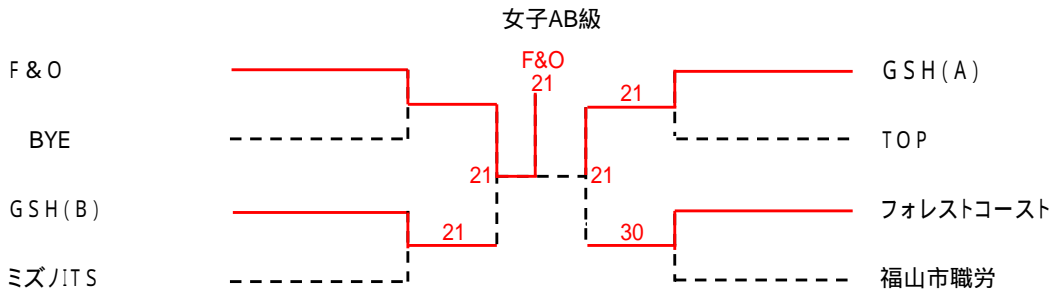 女子AB級
F&O
21
F&O
GSH(A)
21
BYE
TOP
21
21
GSH(B)
フォレストコースト
21
30
ミズノITS
福山市職労